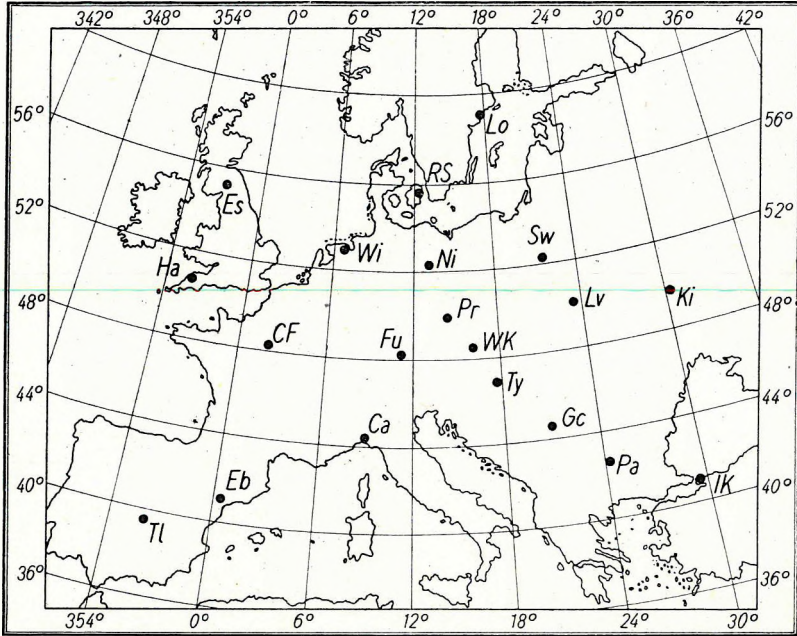 342° 348° 354° 0° 6° 12° 18° 24° 30° 36° 42°
56° 56°
Lo
RS
Es
52° 52°
Wi Ni Sw
Ha
48° Lv Ki 48°
Pr
CF Fu WK
Ty
44° 44°
Ca Gc
Pa
40° Eb IK 40°
Tl
36° 36°
354° 0° 6° 12° 18° 24° 30°